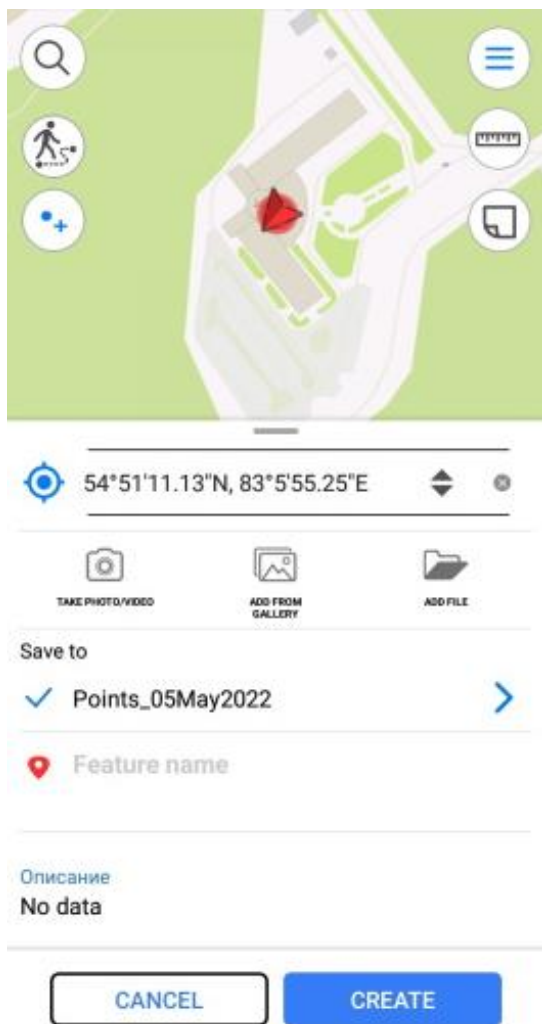 54°51'11.13"N, 83°5'55.25"E
TAKE PHOTO/VIDEO
ADD FROM
GALLERY
ADD FILE
Save to
Points_05May2022
Feature name
Описание
No data
CANCEL
CREATE